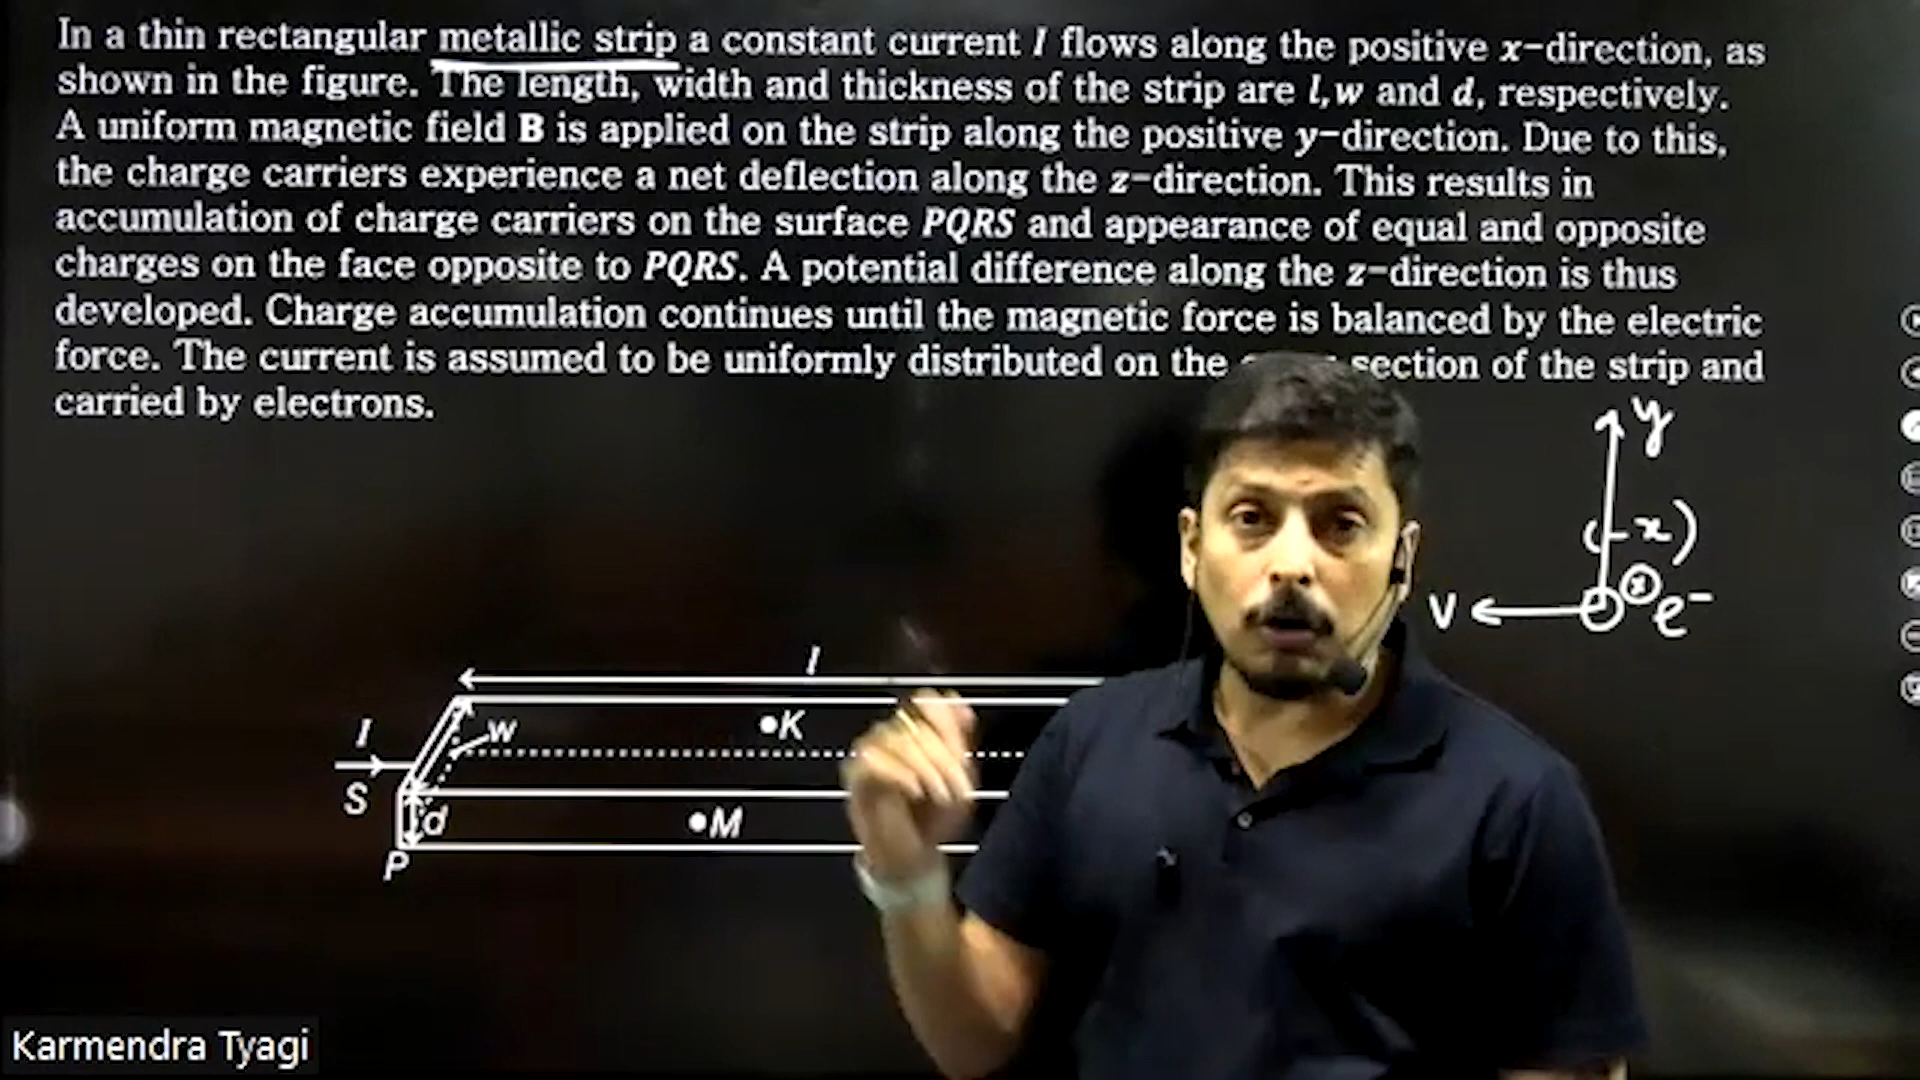 In a thin rectangular metallic strip a constant current I flows along the positive x-direction, as
shown in the figure. The length, width and thickness of the strip are l, w and d, respectively.
A uniform magnetic field B is applied on the strip along the positive y-direction. Due to this,
the charge carriers experience a net deflection along the z-direction. This results in
accumulation of charge carriers on the surface PQRS and appearance of equal and opposite
charges on the face opposite to PQRS. A potential difference along the z-direction is thus
developed. Charge accumulation continues until the magnetic force is balanced by the electric
force. The current is assumed to be uniformly distributed on the section of the strip and
carried by electrons.
y
(-x)
V
e-
l
K
I
w
S
d
M
P
Karmendra Tyagi